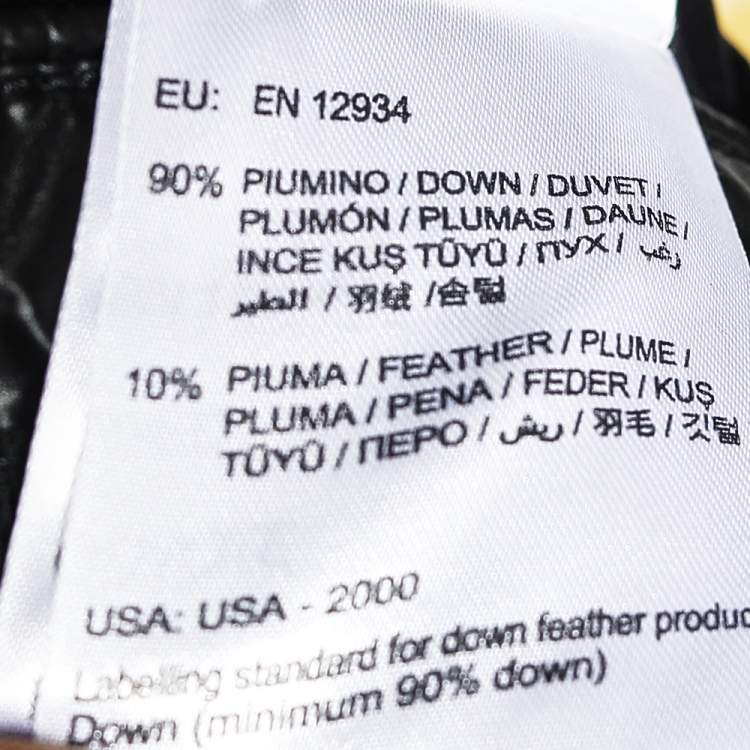 EU: EN 12934
90% PIUMINO / DOWN / DUVET /
PLUMÓN / PLUMAS / DAUNE /
INCE KUŞ TÜYÜ / ПУХ / زغب
الطير / 羽绒 / 솜털
10% PIUMA / FEATHER / PLUME /
PLUMA / PENA / FEDER / KUŞ
TÜYÜ / ПЕРО / ريش / 羽毛 / 깃털
USA: USA - 2000
Labelling standard for down feather produc
Down (minimum 90% down)